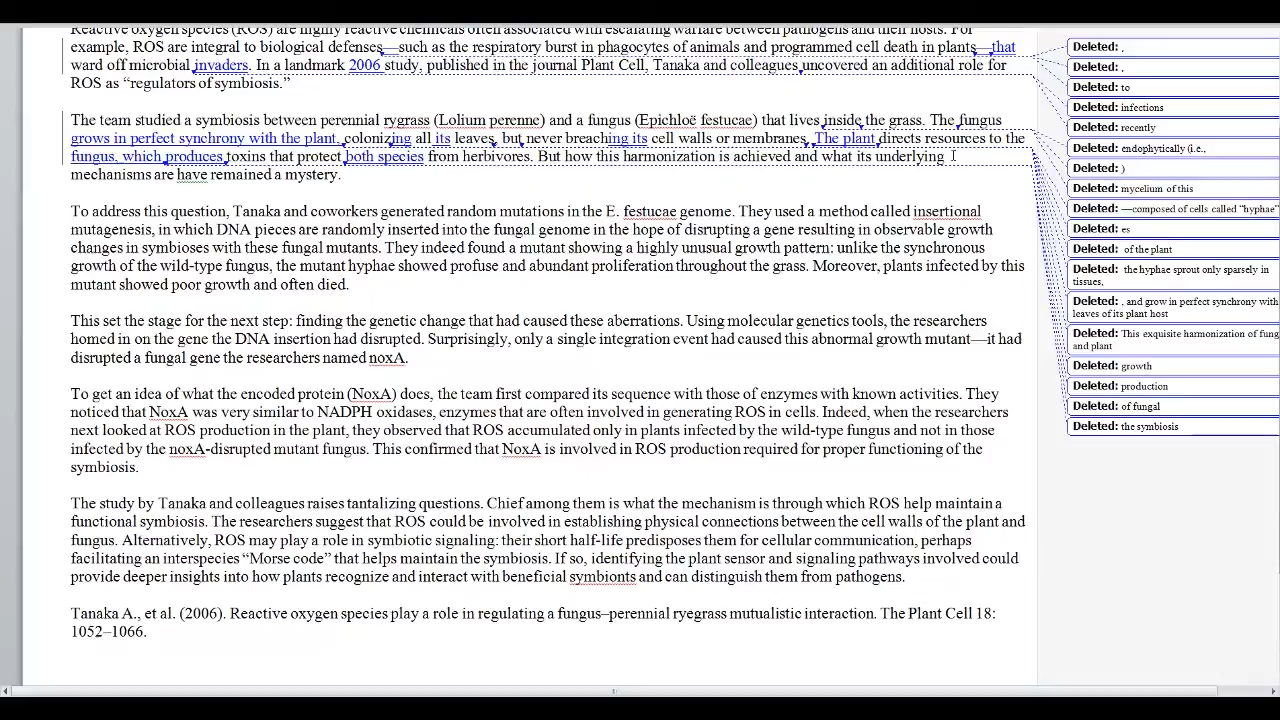 Reactive oxygen species (ROS) are highly reactive chemicals often associated with escalating warfare between pathogens and their hosts. For
example, ROS are integral to biological defenses—such as the respiratory burst in phagocytes of animals and programmed cell death in plants—that
ward off microbial invaders. In a landmark 2006 study, published in the journal Plant Cell, Tanaka and colleagues uncovered an additional role for
ROS as “regulators of symbiosis.”
The team studied a symbiosis between perennial rygrass (Lolium perenne) and a fungus (Epichloë festucae) that lives inside the grass. The fungus
grows in perfect synchrony with the plant, colonizing all its leaves, but never breaching its cell walls or membranes. The plant directs resources to the
fungus, which produces toxins that protect both species from herbivores. But how this harmonization is achieved and what its underlying
mechanisms are have remained a mystery.
To address this question, Tanaka and coworkers generated random mutations in the E. festucae genome. They used a method called insertional
mutagenesis, in which DNA pieces are randomly inserted into the fungal genome in the hope of disrupting a gene resulting in observable growth
changes in symbioses with these fungal mutants. They indeed found a mutant showing a highly unusual growth pattern: unlike the synchronous
growth of the wild-type fungus, the mutant hyphae showed profuse and abundant proliferation throughout the grass. Moreover, plants infected by this
mutant showed poor growth and often died.
This set the stage for the next step: finding the genetic change that had caused these aberrations. Using molecular genetics tools, the researchers
homed in on the gene the DNA insertion had disrupted. Surprisingly, only a single integration event had caused this abnormal growth mutant—it had
disrupted a fungal gene the researchers named noxA.
To get an idea of what the encoded protein (NoxA) does, the team first compared its sequence with those of enzymes with known activities. They
noticed that NoxA was very similar to NADPH oxidases, enzymes that are often involved in generating ROS in cells. Indeed, when the researchers
next looked at ROS production in the plant, they observed that ROS accumulated only in plants infected by the wild-type fungus and not in those
infected by the noxA-disrupted mutant fungus. This confirmed that NoxA is involved in ROS production required for proper functioning of the
symbiosis.
The study by Tanaka and colleagues raises tantalizing questions. Chief among them is what the mechanism is through which ROS help maintain a
functional symbiosis. The researchers suggest that ROS could be involved in establishing physical connections between the cell walls of the plant and
fungus. Alternatively, ROS may play a role in symbiotic signaling: their short half-life predisposes them for cellular communication, perhaps
facilitating an interspecies “Morse code” that helps maintain the symbiosis. If so, identifying the plant sensor and signaling pathways involved could
provide deeper insights into how plants recognize and interact with beneficial symbionts and can distinguish them from pathogens.
Tanaka A., et al. (2006). Reactive oxygen species play a role in regulating a fungus–perennial ryegrass mutualistic interaction. The Plant Cell 18:
1052–1066.
Deleted: ,
Deleted: ,
Deleted: to
Deleted: infections
Deleted: recently
Deleted: endophytically (i.e.,
Deleted: )
Deleted: mycelium of this
Deleted: —composed of cells called “hyphae”
Deleted: es
Deleted: of the plant
Deleted: the hyphae sprout only sparsely in
tissues,
Deleted: , and grow in perfect synchrony with
leaves of its plant host
Deleted: This exquisite harmonization of fung
and plant
Deleted: growth
Deleted: production
Deleted: of fungal
Deleted: the symbiosis